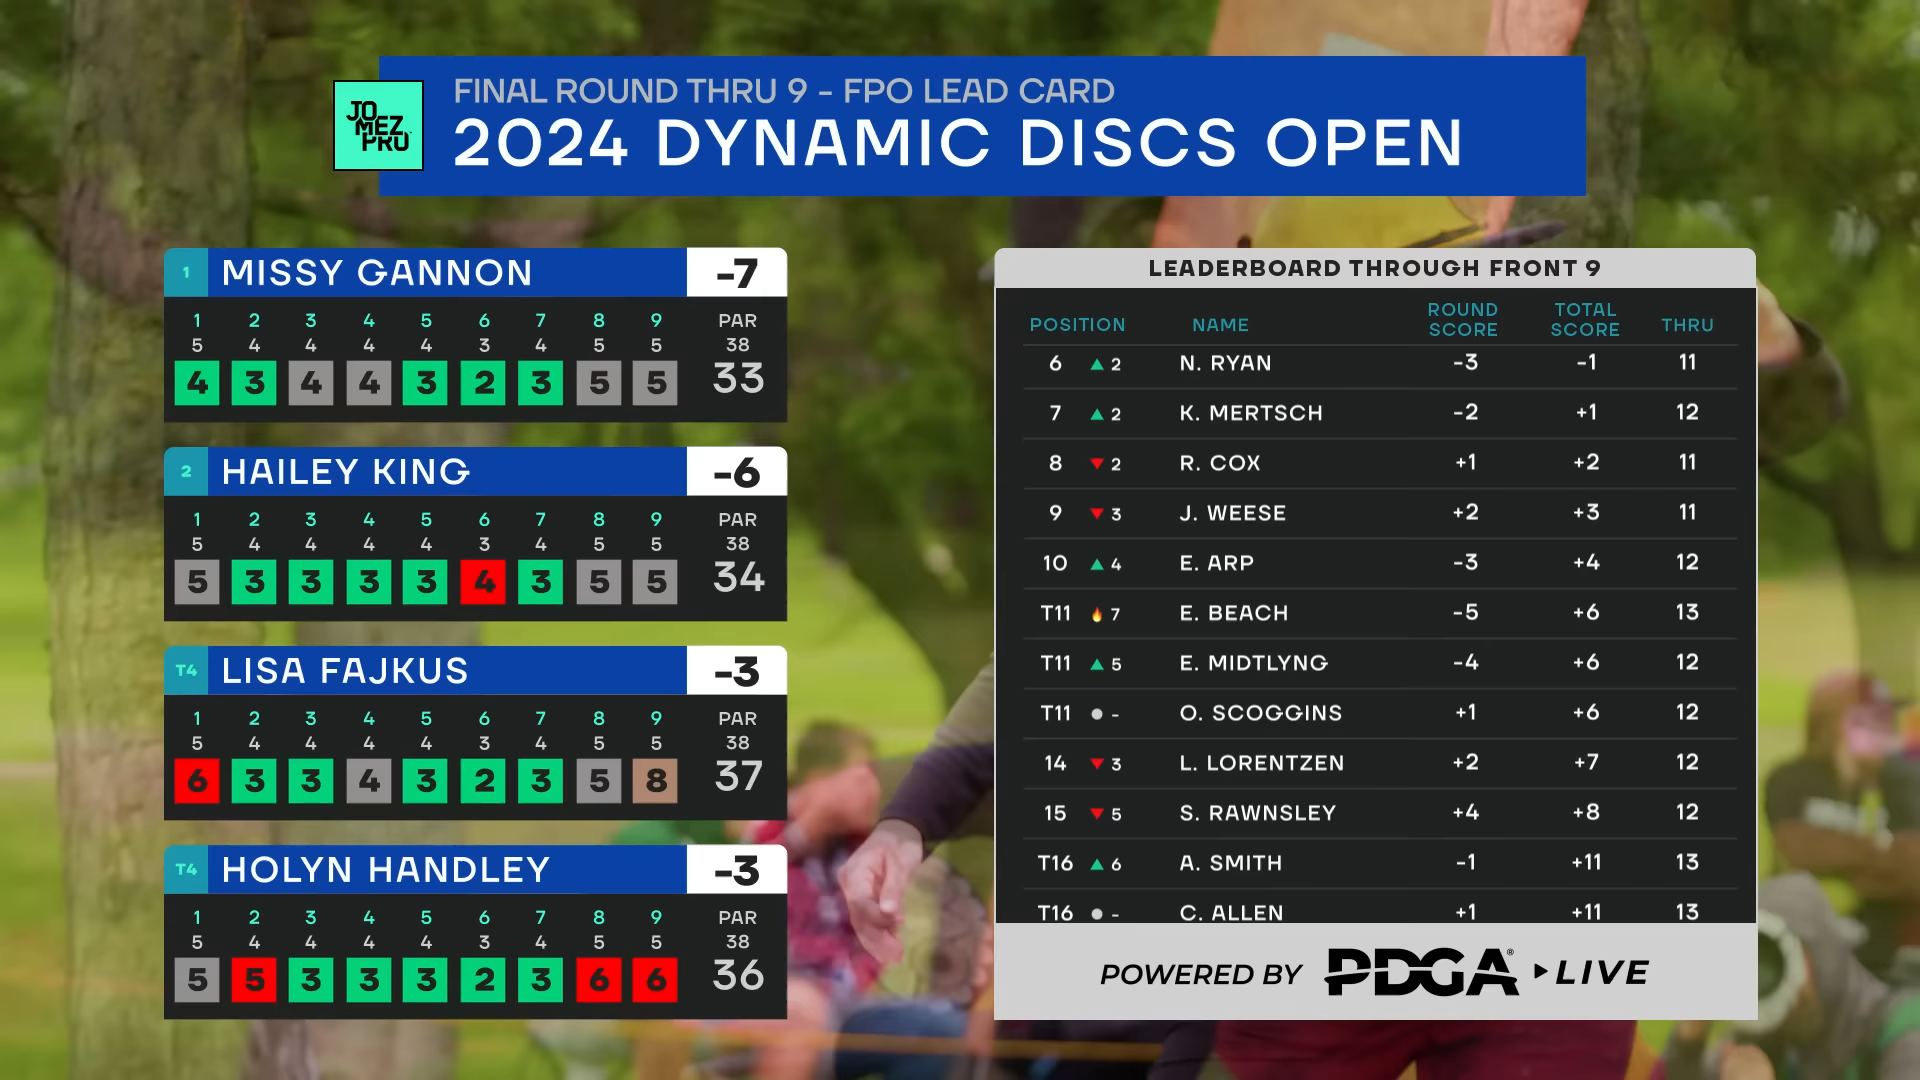 JO
MEZ
PRO
FINAL ROUND THRU 9 - FPO LEAD CARD
2024 DYNAMIC DISCS OPEN
1 MISSY GANNON -7
1 2 3 4 5 6 7 8 9 PAR
5 4 4 4 4 3 4 5 5 38
4 3 4 4 3 2 3 5 5 33
2 HAILEY KING -6
1 2 3 4 5 6 7 8 9 PAR
5 4 4 4 4 3 4 5 5 38
5 3 3 3 3 4 3 5 5 34
T4 LISA FAJKUS -3
1 2 3 4 5 6 7 8 9 PAR
5 4 4 4 4 3 4 5 5 38
6 3 3 4 3 2 3 5 8 37
T4 HOLYN HANDLEY -3
1 2 3 4 5 6 7 8 9 PAR
5 4 4 4 4 3 4 5 5 38
5 5 3 3 3 2 3 6 6 36
LEADERBOARD THROUGH FRONT 9
POSITION NAME ROUND SCORE TOTAL SCORE THRU
6 ▲ 2 N. RYAN -3 -1 11
7 ▲ 2 K. MERTSCH -2 +1 12
8 ▼ 2 R. COX +1 +2 11
9 ▼ 3 J. WEESE +2 +3 11
10 ▲ 4 E. ARP -3 +4 12
T11 🔥 7 E. BEACH -5 +6 13
T11 ▲ 5 E. MIDTLYNG -4 +6 12
T11 ● - O. SCOGGINS +1 +6 12
14 ▼ 3 L. LORENTZEN +2 +7 12
15 ▼ 5 S. RAWNSLEY +4 +8 12
T16 ▲ 6 A. SMITH -1 +11 13
T16 ● - C. ALLEN +1 +11 13
POWERED BY PDGA® LIVE